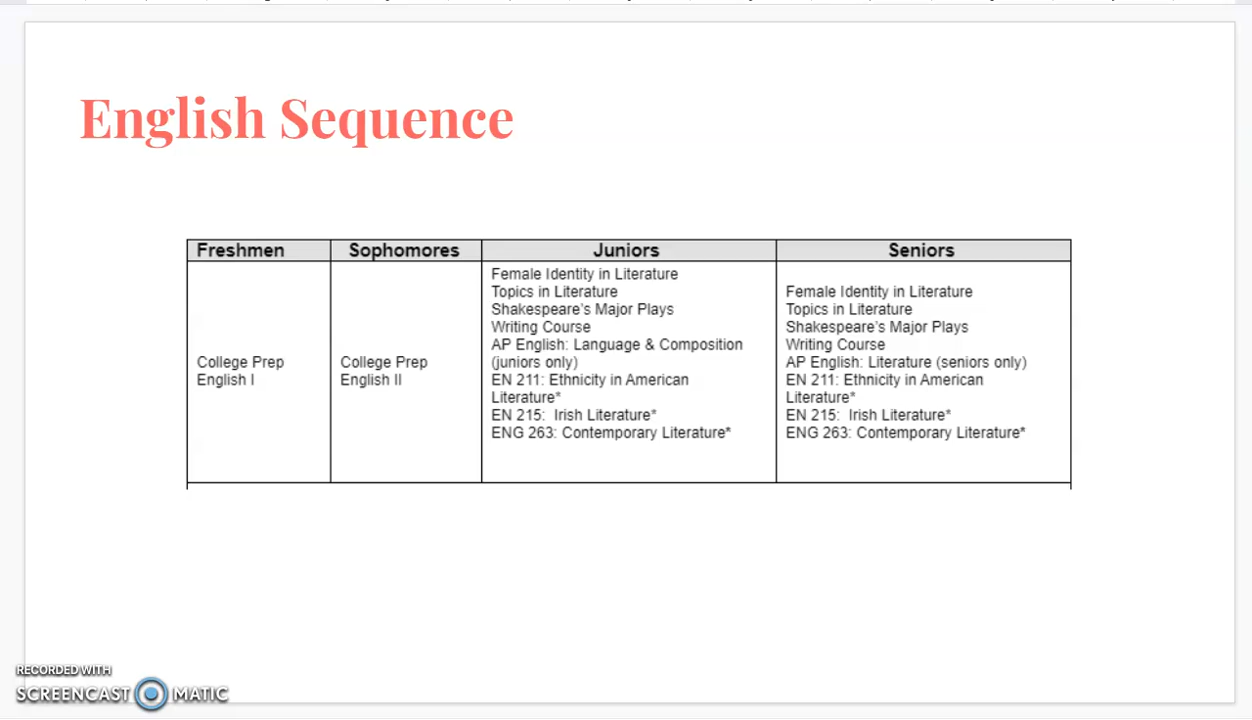 English Sequence
Freshmen
Sophomores
Juniors
Seniors
College Prep
English I
College Prep
English II
Female Identity in Literature
Topics in Literature
Shakespeare's Major Plays
Writing Course
AP English: Language & Composition
(juniors only)
EN 211: Ethnicity in American
Literature*
EN 215:  Irish Literature*
ENG 263: Contemporary Literature*
Female Identity in Literature
Topics in Literature
Shakespeare's Major Plays
Writing Course
AP English: Literature (seniors only)
EN 211: Ethnicity in American
Literature*
EN 215:  Irish Literature*
ENG 263: Contemporary Literature*
RECORDED WITH
SCREENCAST MATIC